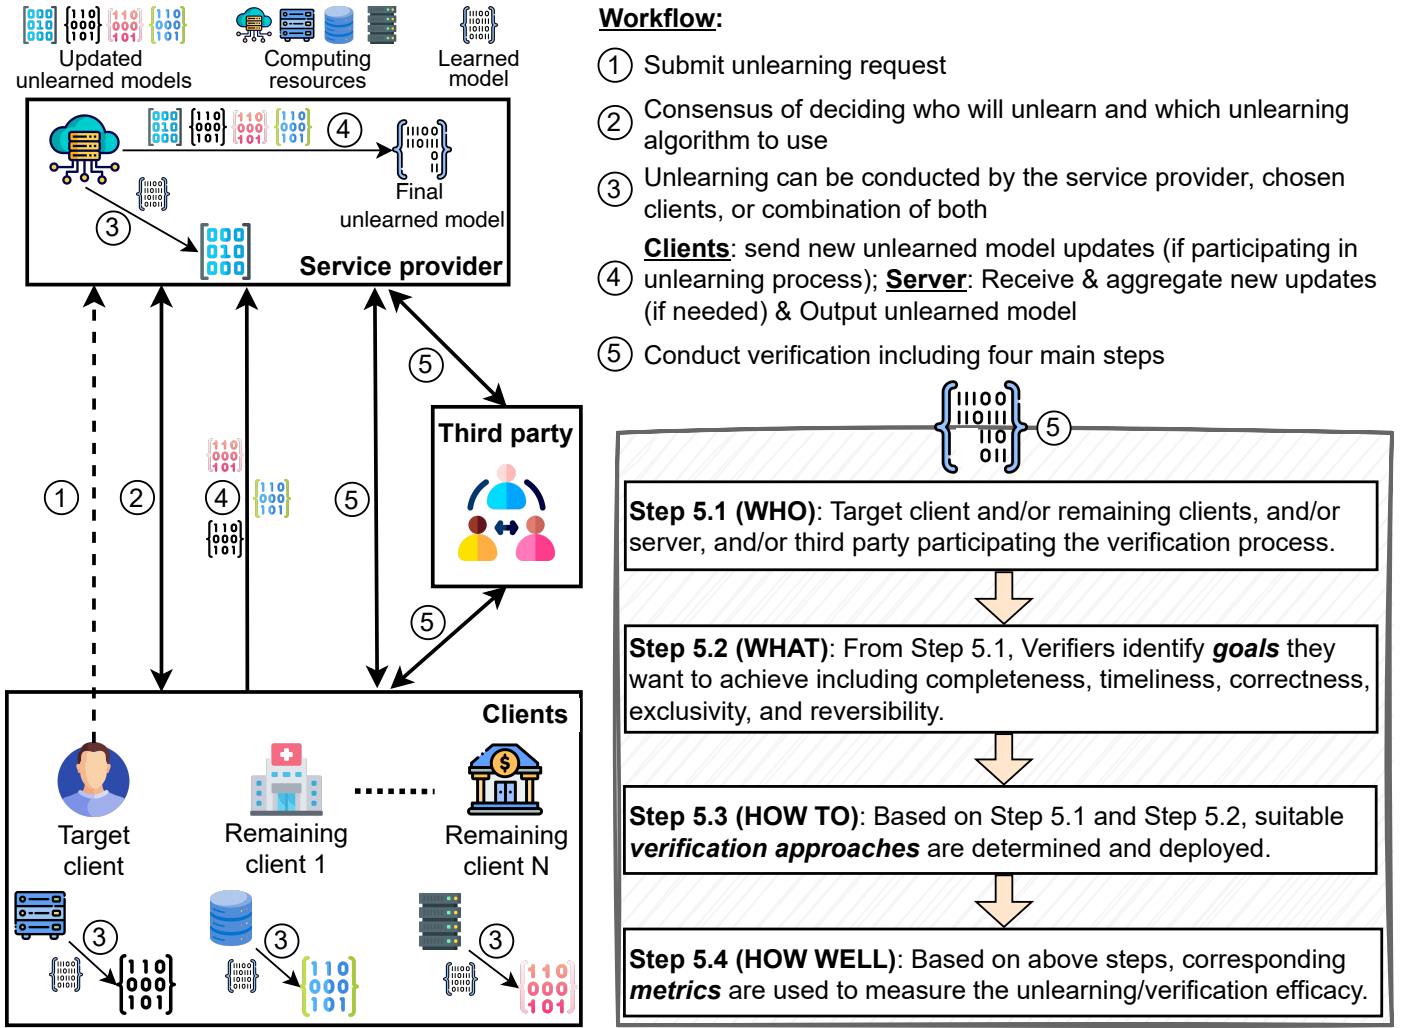 Updated
unlearned models
Computing
resources
Learned
model
4
Final
unlearned model
3
Service provider
1
2
4
5
5
5
Third party
Clients
Target
client
Remaining
client 1
Remaining
client N
3
3
3
Workflow:
1 Submit unlearning request
2 Consensus of deciding who will unlearn and which unlearning
algorithm to use
3 Unlearning can be conducted by the service provider, chosen
clients, or combination of both
Clients: send new unlearned model updates (if participating in
4 unlearning process); Server: Receive & aggregate new updates
(if needed) & Output unlearned model
5 Conduct verification including four main steps
5
Step 5.1 (WHO): Target client and/or remaining clients, and/or
server, and/or third party participating the verification process.
Step 5.2 (WHAT): From Step 5.1, Verifiers identify goals they
want to achieve including completeness, timeliness, correctness,
exclusivity, and reversibility.
Step 5.3 (HOW TO): Based on Step 5.1 and Step 5.2, suitable
verification approaches are determined and deployed.
Step 5.4 (HOW WELL): Based on above steps, corresponding
metrics are used to measure the unlearning/verification efficacy.